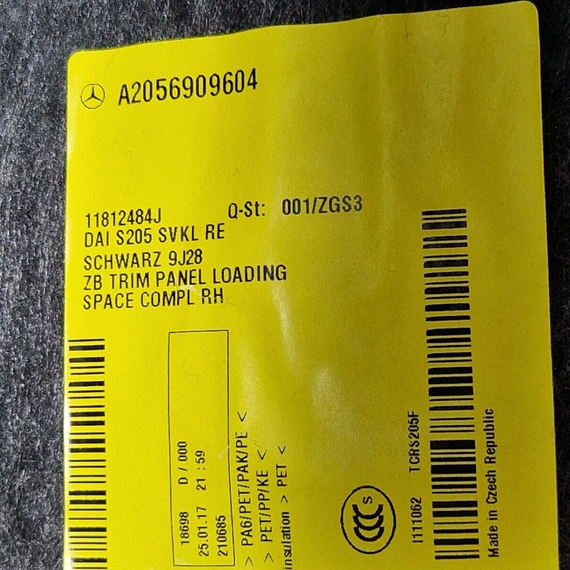 A2056909604
11812484J Q-St: 001/ZGS3
DAI S205 SVKL RE
SCHWARZ 9J28
ZB TRIM PANEL LOADING
SPACE COMPL RH
18698 D/000
25.01.17 21:59
210685
> PA6/PET/PAK/PE <
> PET/PP/KE <
insulation > PET <
CCC S
I111062 TCRS205F
Made in Czech Republic